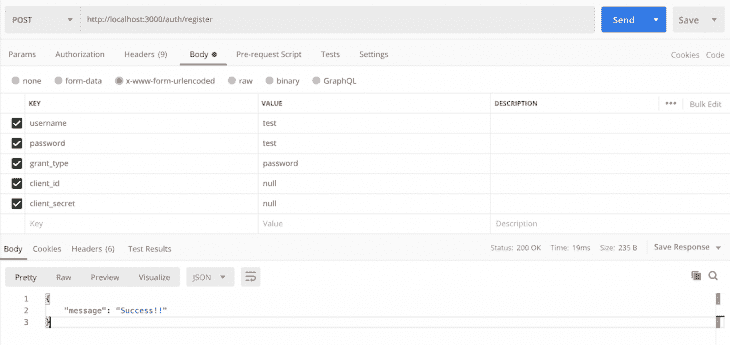 POST http://localhost:3000/auth/register Send Save
Params Authorization Headers (9) Body Pre-request Script Tests Settings Cookies Code
none form-data x-www-form-urlencoded raw binary GraphQL
KEY VALUE DESCRIPTION ••• Bulk Edit
username test
password test
grant_type password
client_id null
client_secret null
Key Value Description
Body Cookies Headers (6) Test Results Status: 200 OK Time: 19ms Size: 235 B Save Response
Pretty Raw Preview Visualize JSON
1 {
2 "message": "Success!!"
3 }